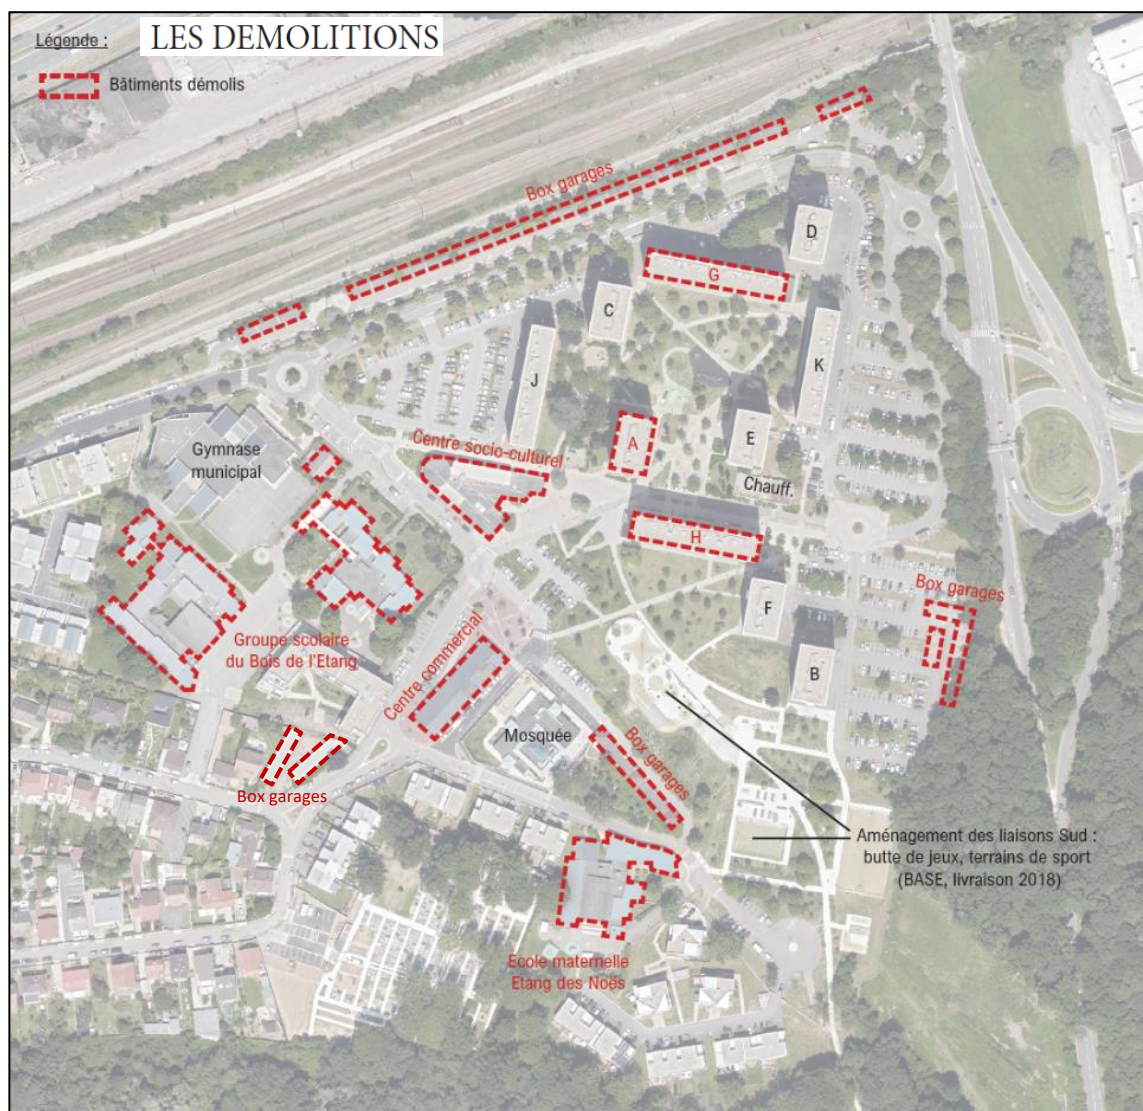 Légende :
LES DEMOLITIONS
Bâtiments démolis
Box garages
D
G
C
K
J
A
E
Gymnase
municipal
Centre socio-culturel
Chauff.
H
Box garages
F
Groupe scolaire
du Bois de l'Etang
Centre commercial
B
Mosquée
Box garages
Box garages
Aménagement des liaisons Sud :
butte de jeux, terrains de sport
(BASE, livraison 2018)
Ecole maternelle
Etang des Noës